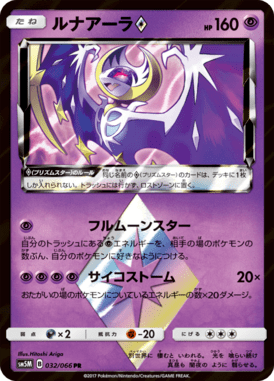 たね ルナアーラ◇ HP160
◇(プリズムスター)のルール
同じ名前の◇(プリズムスター)のカードは、デッキに1枚
しか入れられない。トラッシュには行かず、ロストゾーンに置く。
フルムーンスター
自分のトラッシュにあるエネルギーを、相手の場のポケモンの
数ぶん、自分のポケモンに好きなようにつける。
サイコストーム 20×
おたがいの場のポケモンについているエネルギーの数×20ダメージ。
弱点 ×2 抵抗力 -20 にげる
Illus. Hitoshi Ariga
SM5M 032/066 PR
©2017 Pokémon/Nintendo/Creatures/GAME FREAK.